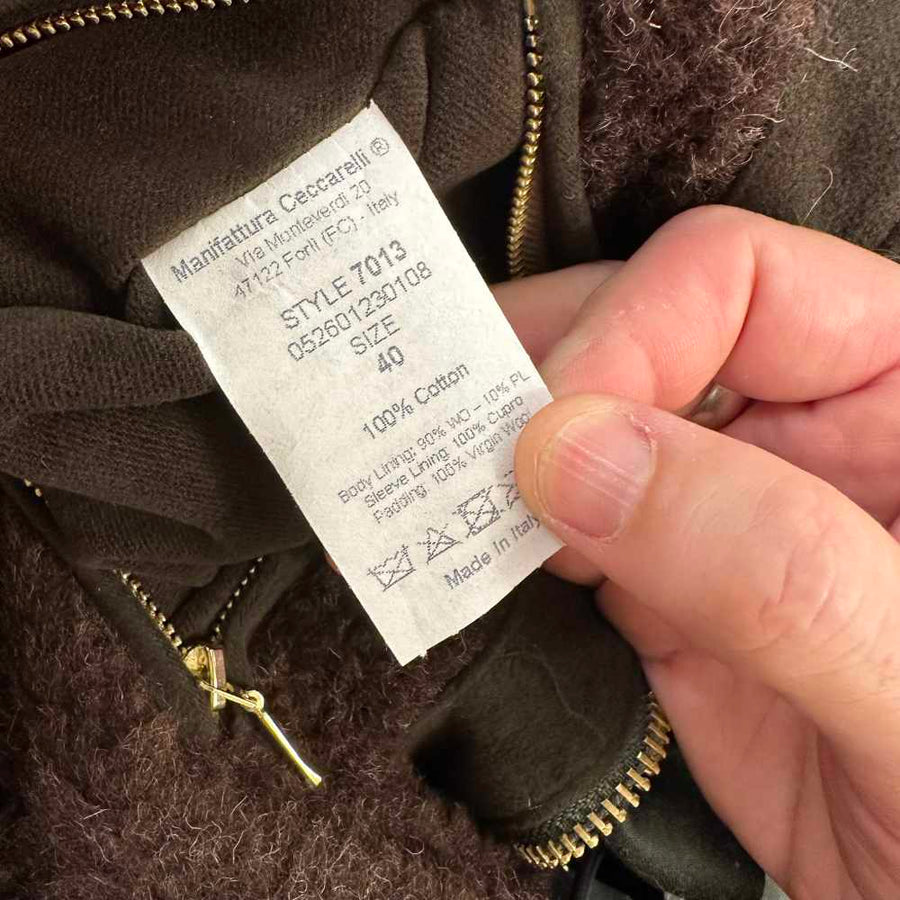 Manifattura Ceccarelli ®
Via Monteverdi 20
47122 Forlì (FC) - Italy
STYLE 7013
052601230108
SIZE
40
100% Cotton
Body Lining: 90% WO – 10% PL
Sleeve Lining: 100% Cupro
Padding: 100% Virgin Wool
Made in Italy